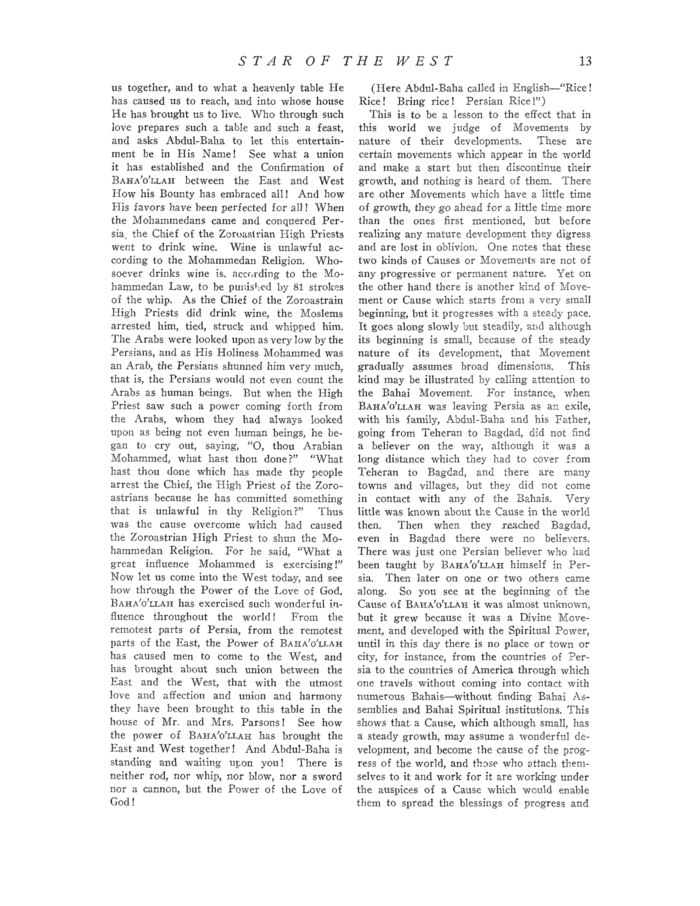 STAR OF THE WEST 13
us together, and to what a heavenly table He
has caused us to reach, and into whose house
He has brought us to live. Who through such
love prepares such a table and such a feast,
and asks Abdul-Baha to let this entertain-
ment be in His Name! See what a union
it has established and the Confirmation of
BAHA'O'LLAH between the East and West
How his Bounty has embraced all! And how
His favors have been perfected for all! When
the Mohammedans came and conquered Per-
sia, the Chief of the Zoroastrian High Priests
went to drink wine. Wine is unlawful ac-
cording to the Mohammedan Religion. Who-
soever drinks wine is, according to the Mo-
hammedan Law, to be punished by 81 strokes
of the whip. As the Chief of the Zoroastrain
High Priests did drink wine, the Moslems
arrested him, tied, struck and whipped him.
The Arabs were looked upon as very low by the
Persians, and as His Holiness Mohammed was
an Arab, the Persians shunned him very much,
that is, the Persians would not even count the
Arabs as human beings. But when the High
Priest saw such a power coming forth from
the Arabs, whom they had always looked
upon as being not even human beings, he be-
gan to cry out, saying, "O, thou Arabian
Mohammed, what hast thou done?" "What
hast thou done which has made thy people
arrest the Chief, the High Priest of the Zoro-
astrians because he has committed something
that is unlawful in thy Religion?" Thus
was the cause overcome which had caused
the Zoroastrian High Priest to shun the Mo-
hammedan Religion. For he said, "What a
great influence Mohammed is exercising!"
Now let us come into the West today, and see
how through the Power of the Love of God,
BAHA'O'LLAH has exercised such wonderful in-
fluence throughout the world! From the
remotest parts of Persia, from the remotest
parts of the East, the Power of BAHA'O'LLAH
has caused men to come to the West, and
has brought about such union between the
East and the West, that with the utmost
love and affection and union and harmony
they have been brought to this table in the
house of Mr. and Mrs. Parsons! See how
the power of BAHA'O'LLAH has brought the
East and West together! And Abdul-Baha is
standing and waiting upon you! There is
neither rod, nor whip, nor blow, nor a sword
nor a cannon, but the Power of the Love of
God!
(Here Abdul-Baha called in English—"Rice!
Rice! Bring rice! Persian Rice!")
This is to be a lesson to the effect that in
this world we judge of Movements by
nature of their developments. These are
certain movements which appear in the world
and make a start but then discontinue their
growth, and nothing is heard of them. There
are other Movements which have a little time
of growth, they go ahead for a little time more
than the ones first mentioned, but before
realizing any mature development they digress
and are lost in oblivion. One notes that these
two kinds of Causes or Movements are not of
any progressive or permanent nature. Yet on
the other hand there is another kind of Move-
ment or Cause which starts from a very small
beginning, but it progresses with a steady pace.
It goes along slowly but steadily, and although
its beginning is small, because of the steady
nature of its development, that Movement
gradually assumes broad dimensions. This
kind may be illustrated by calling attention to
the Bahai Movement. For instance, when
BAHA'O'LLAH was leaving Persia as an exile,
with his family, Abdul-Baha and his Father,
going from Teheran to Bagdad, did not find
a believer on the way, although it was a
long distance which they had to cover from
Teheran to Bagdad, and there are many
towns and villages, but they did not come
in contact with any of the Bahais. Very
little was known about the Cause in the world
then. Then when they reached Bagdad,
even in Bagdad there were no believers.
There was just one Persian believer who had
been taught by BAHA'O'LLAH himself in Per-
sia. Then later on one or two others came
along. So you see at the beginning of the
Cause of BAHA'O'LLAH it was almost unknown,
but it grew because it was a Divine Move-
ment, and developed with the Spiritual Power,
until in this day there is no place or town or
city, for instance, from the countries of Per-
sia to the countries of America through which
one travels without coming into contact with
numerous Bahais—without finding Bahai As-
semblies and Bahai Spiritual institutions. This
shows that a Cause, which although small, has
a steady growth, may assume a wonderful de-
velopment, and become the cause of the prog-
ress of the world, and those who attach them-
selves to it and work for it are working under
the auspices of a Cause which would enable
them to spread the blessings of progress and